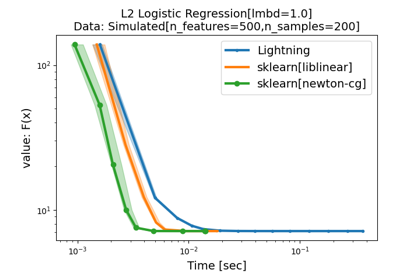 L2 Logistic Regression[lmbd=1.0]
Data: Simulated[n_features=500,n_samples=200]
Lightning
sklearn[liblinear]
sklearn[newton-cg]
value: F(x)
10²
10¹
10⁻³
10⁻²
10⁻¹
Time [sec]